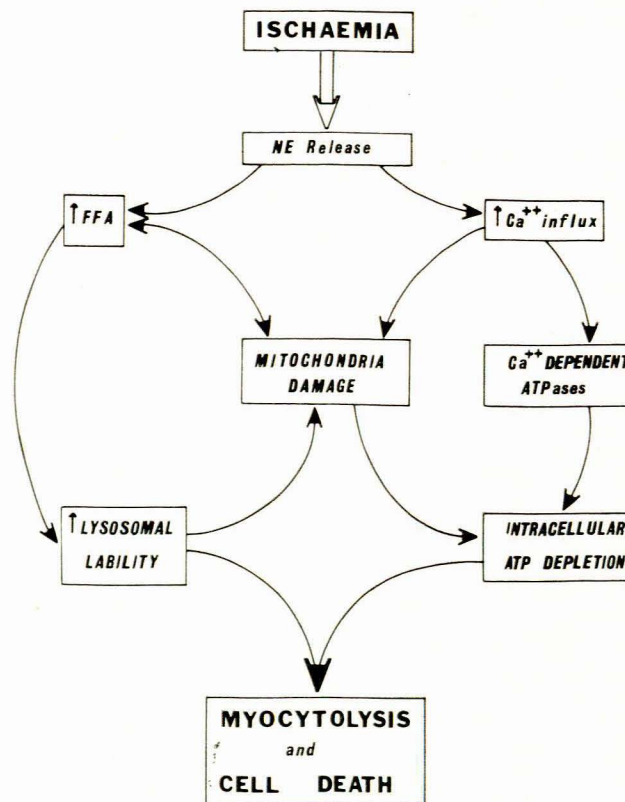 ISCHAEMIA
NE Release
↑FFA
↑Ca++ influx
MITOCHONDRIA
DAMAGE
Ca++ DEPENDENT
ATPases
↑LYSOSOMAL
LABILITY
INTRACELLULAR
ATP DEPLETION
MYOCYTOLYSIS
and
CELL DEATH